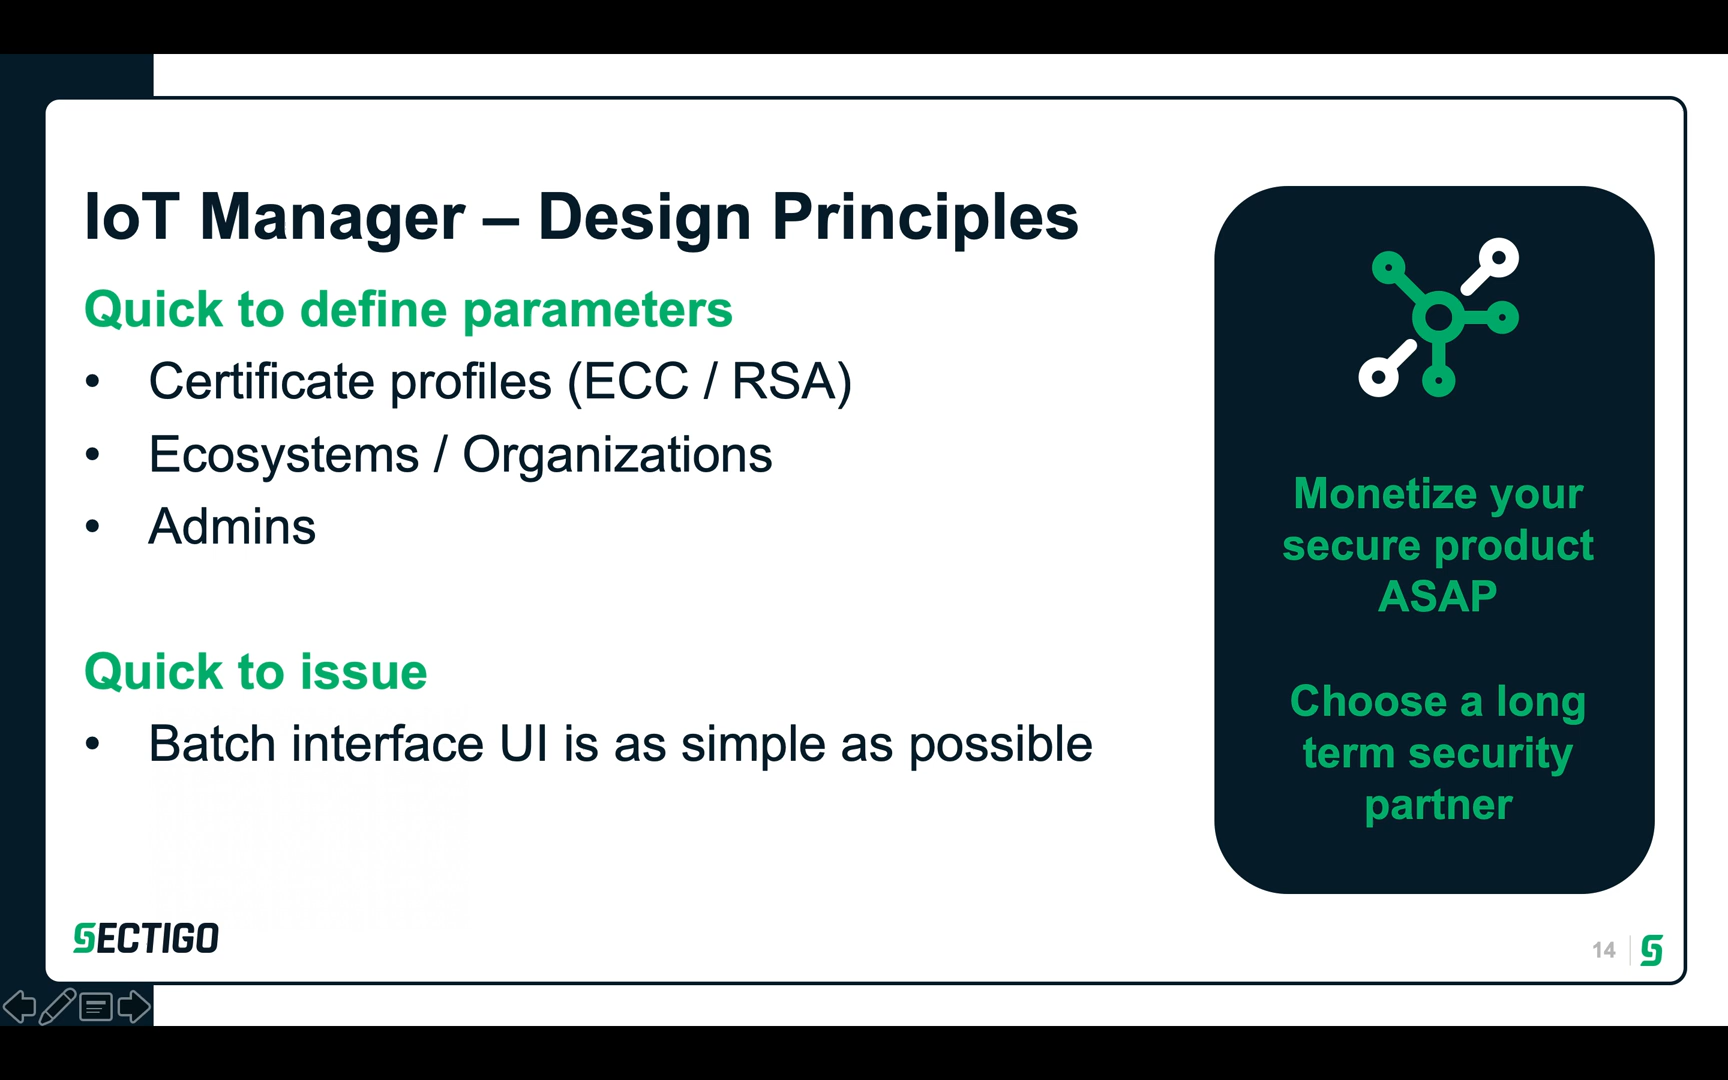 IoT Manager – Design Principles
Quick to define parameters
• Certificate profiles (ECC / RSA)
• Ecosystems / Organizations
• Admins
Quick to issue
• Batch interface UI is as simple as possible
Monetize your
secure product
ASAP
Choose a long
term security
partner
SECTIGO
14
S